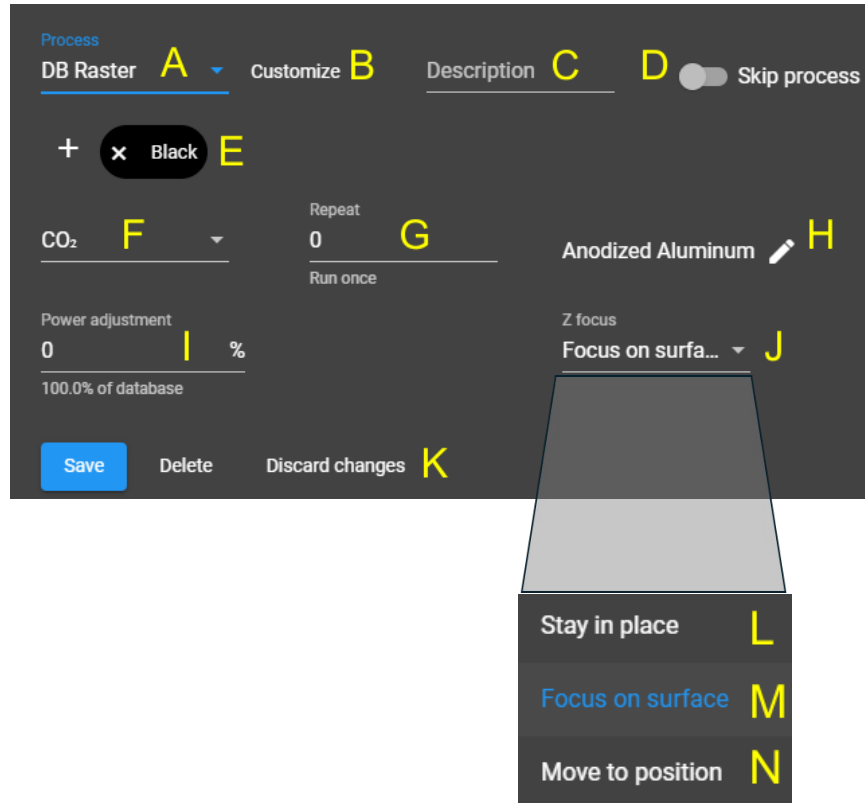 Process
DB Raster A Customize B Description C D Skip process
+ × Black E
CO₂ F Repeat
0 G Anodized Aluminum H
Run once
Power adjustment
0 I %
100.0% of database
Z focus
Focus on surfa... J
Save Delete Discard changes K
Stay in place L
Focus on surface M
Move to position N